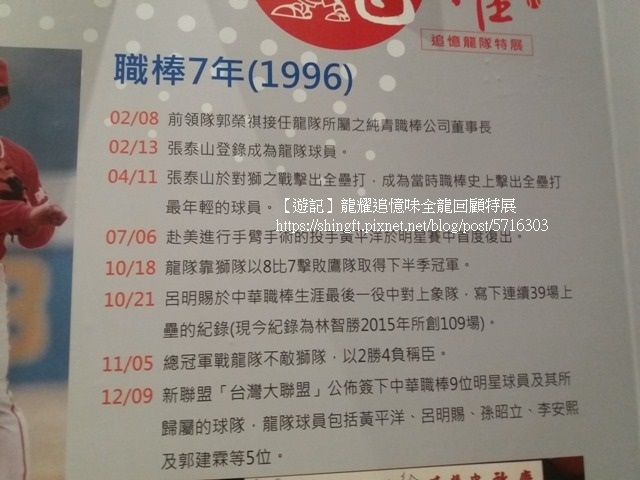 追憶龍隊特展
職棒7年(1996)
02/08 前領隊郭榮祺接任龍隊所屬之純青職棒公司董事長
02/13 張泰山登錄成為龍隊球員。
04/11 張泰山於對獅之戰擊出全壘打，成為當時職棒史上擊出全壘打
最年輕的球員。
【遊記】龍耀追憶味全龍回顧特展
https://shingft.pixnet.net/blog/post/5716303
07/06 赴美進行手臂手術的投手黃平洋於明星賽中首度復出。
10/18 龍隊靠獅隊以8比7擊敗鷹隊取得下半季冠軍。
10/21 呂明賜於中華職棒生涯最後一役中對上象隊，寫下連續39場上
壘的紀錄(現今紀錄為林智勝2015年所創109場)。
11/05 總冠軍戰龍隊不敵獅隊，以2勝4負稱臣。
12/09 新聯盟「台灣大聯盟」公佈簽下中華職棒9位明星球員及其所
歸屬的球隊，龍隊球員包括黃平洋、呂明賜、孫昭立、李安熙
及郭建霖等5位。